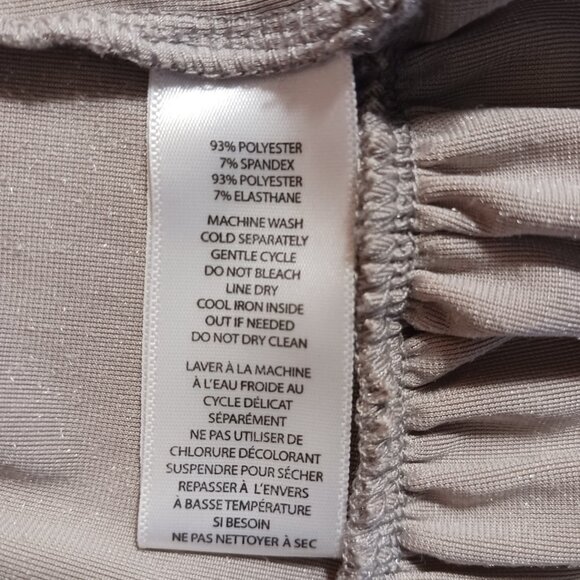 93% POLYESTER
7% SPANDEX
93% POLYESTER
7% ELASTHANE
MACHINE WASH
COLD SEPARATELY
GENTLE CYCLE
DO NOT BLEACH
LINE DRY
COOL IRON INSIDE
OUT IF NEEDED
DO NOT DRY CLEAN
LAVER À LA MACHINE
À L'EAU FROIDE AU
CYCLE DÉLICAT
SÉPARÉMENT
NE PAS UTILISER DE
CHLORURE DÉCOLORANT
SUSPENDRE POUR SÉCHER
REPASSER À L'ENVERS
À BASSE TEMPÉRATURE
SI BESOIN
NE PAS NETTOYER À SEC